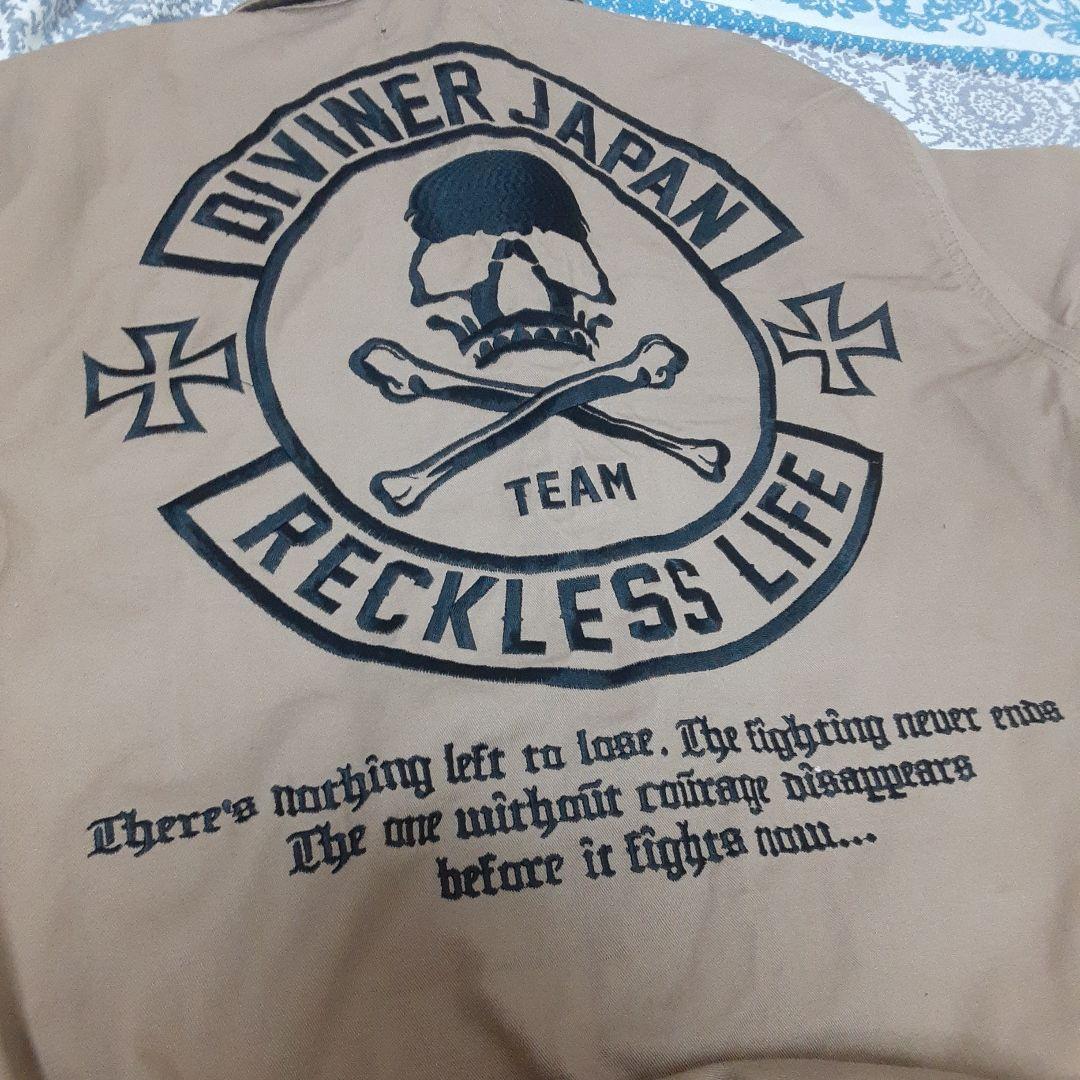 DIVINER JAPAN
TEAM
RECKLESS LIFE
There's nothing left to lose. The fighting never ends
The one without courage disappears
before it fights now...